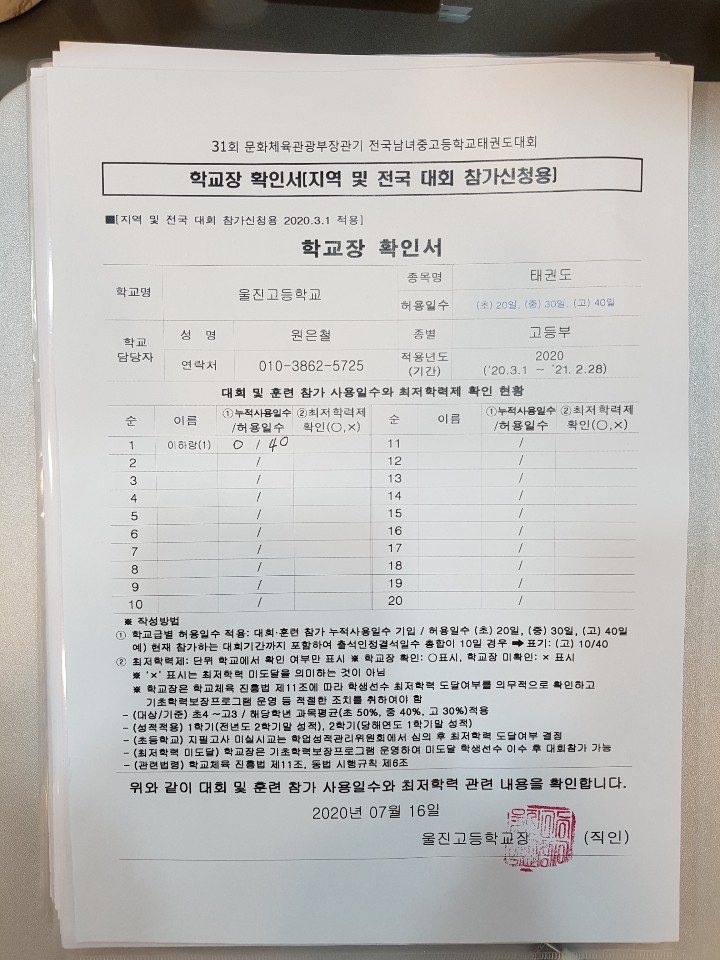 31회 문화체육관광부장관기 전국남녀중고등학교태권도대회
학교장 확인서[지역 및 전국 대회 참가신청용]
■[지역 및 전국 대회 참가신청용 2020.3.1 적용]
학교장 확인서
학교명 울진고등학교 종목명 태권도
허용일수 (초) 20일, (중) 30일, (고) 40일
학교 담당자 성 명 원은철 종별 고등부
연락처 010-3862-5725 적용년도 (기간) 2020 ('20.3.1 ~ '21. 2.28)
대회 및 훈련 참가 사용일수와 최저학력제 확인 현황
순 이름 ①누적사용일수 /허용일수 ②최저학력제 확인(○,×) 순 이름 ①누적사용일수 /허용일수 ②최저학력제 확인(○,×)
1 이하랑(1) 0 / 40 11 /
2 / 12 /
3 / 13 /
4 / 14 /
5 / 15 /
6 / 16 /
7 / 17 /
8 / 18 /
9 / 19 /
10 / 20 /
※ 작성방법
① 학교급별 허용일수 적용: 대회·훈련 참가 누적사용일수 기입 / 허용일수 (초) 20일, (중) 30일, (고) 40일
예) 현재 참가하는 대회기간까지 포함하여 출석인정결석일수 총합이 10일 경우 ➡ 표기: (고) 10/40
② 최저학력제: 단위 학교에서 확인 여부만 표시 ※ 학교장 확인: ○표시, 학교장 미확인: × 표시
※ '×' 표시는 최저학력 미도달을 의미하는 것이 아님
※ 학교장은 학교체육 진흥법 제11조에 따라 학생선수 최저학력 도달여부를 의무적으로 확인하고
기초학력보장프로그램 운영 등 적절한 조치를 취하여야 함
- (대상/기준) 초4 ~고3 / 해당학년 과목평균(초 50%, 중 40%, 고 30%)적용
- (성적적용) 1학기(전년도 2학기말 성적), 2학기(당해연도 1학기말 성적)
- (초등학교) 지필고사 미실시교는 학업성적관리위원회에서 심의 후 최저학력 도달여부 결정
- (최저학력 미도달) 학교장은 기초학력보장프로그램 운영하여 미도달 학생선수 이수 후 대회참가 가능
- (관련법령) 학교체육 진흥법 제11조, 동법 시행규칙 제6조
위와 같이 대회 및 훈련 참가 사용일수와 최저학력 관련 내용을 확인합니다.
2020년 07월 16일
울진고등학교장 (직인)